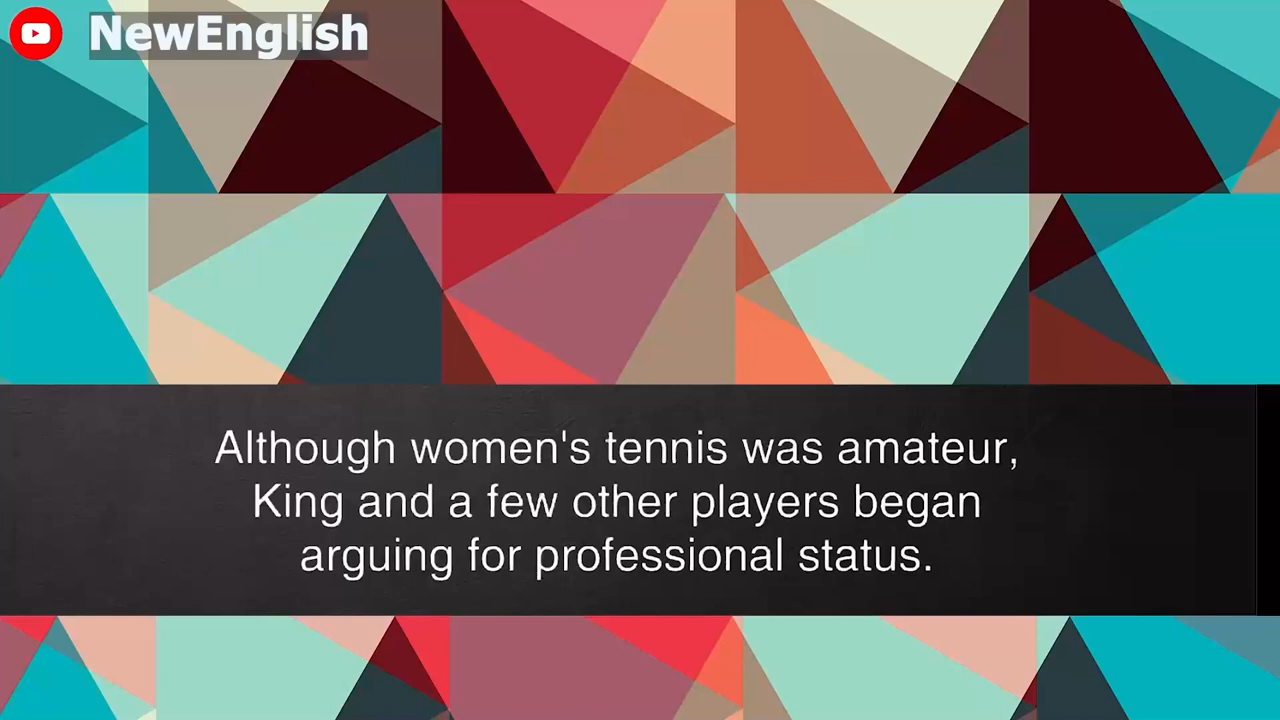 NewEnglish
Although women's tennis was amateur,
King and a few other players began
arguing for professional status.